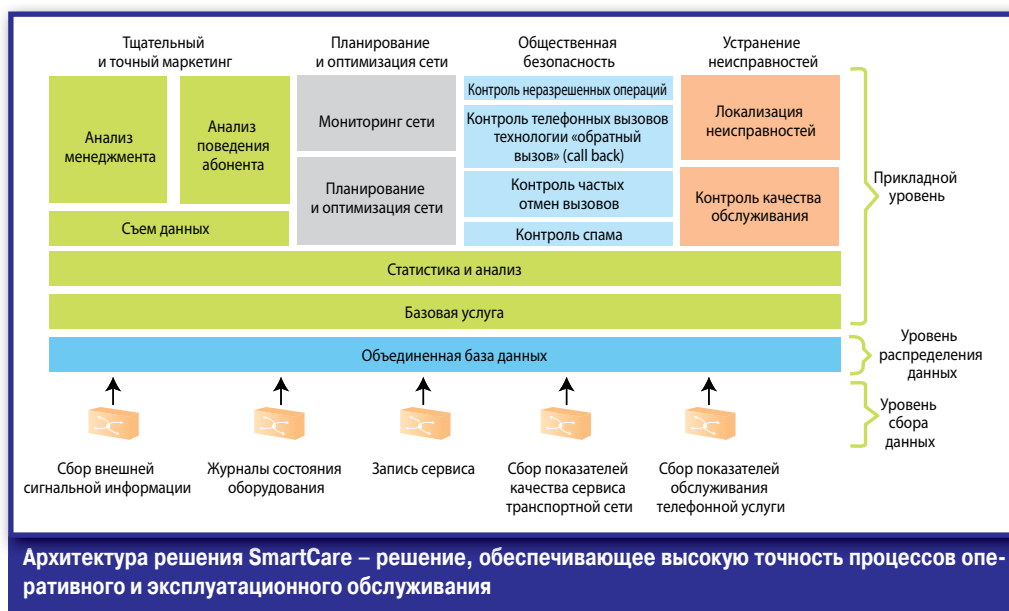 Тщательный
и точный маркетинг
Планирование
и оптимизация сети
Общественная
безопасность
Устранение
неисправностей
Анализ
менеджмента
Анализ
поведения
абонента
Съем данных
Мониторинг сети
Планирование
и оптимизация сети
Контроль неразрешенных операций
Контроль телефонных вызовов
технологии «обратный
вызов» (call back)
Контроль частых
отмен вызовов
Контроль спама
Локализация
неисправностей
Контроль качества
обслуживания
Прикладной
уровень
Статистика и анализ
Базовая услуга
Объединенная база данных
Уровень
распределения
данных
Уровень
сбора
данных
Сбор внешней
сигнальной информации
Журналы состояния
оборудования
Запись сервиса
Сбор показателей
качества сервиса
транспортной сети
Сбор показателей
обслуживания
телефонной услуги
Архитектура решения SmartCare – решение, обеспечивающее высокую точность процессов опе-
ративного и эксплуатационного обслуживания